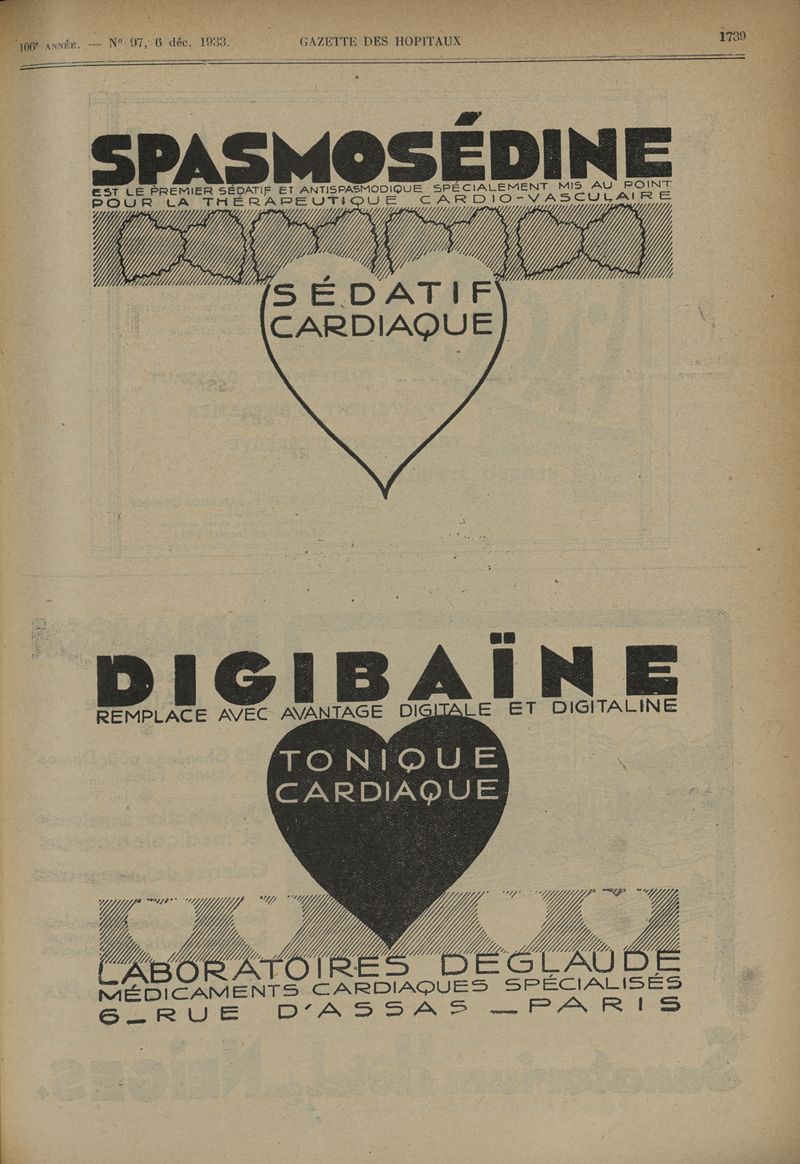 106e ANNÉE. — N° 97, 6 déc. 1933. GAZETTE DES HOPITAUX 1739
SPASMOSÉDINE
EST LE PREMIER SÉDATIF ET ANTISPASMODIQUE SPÉCIALEMENT MIS AU POINT
POUR LA THÉRAPEUTIQUE CARDIO-VASCULAIRE
SÉDATIF
CARDIAQUE
DIGIBAÏNE
REMPLACE AVEC AVANTAGE DIGITALE ET DIGITALINE
TONIQUE
CARDIAQUE
LABORATOIRES DEGLAUDE
MÉDICAMENTS CARDIAQUES SPÉCIALISÉS
6_RUE D'ASSAS_PARIS